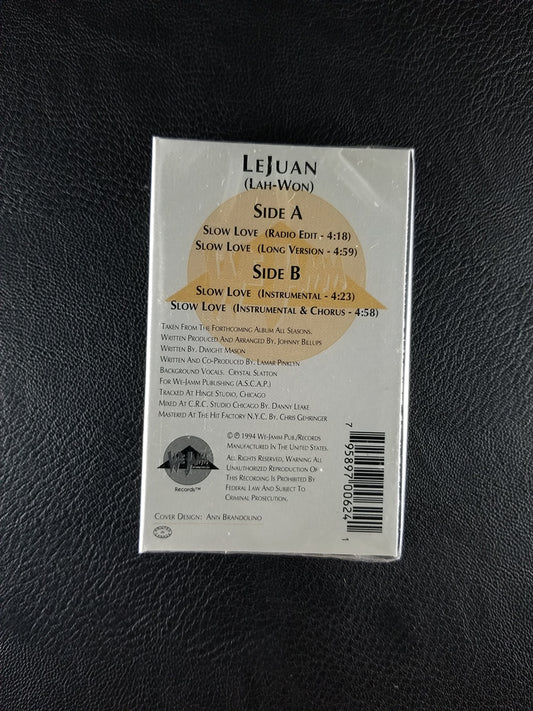 LeJuan
(Lah-Won)
Side A
Slow Love (Radio Edit - 4:18)
Slow Love (Long Version - 4:59)
Side B
Slow Love (Instrumental - 4:23)
Slow Love (Instrumental & Chorus - 4:58)
Taken From The Forthcoming Album All Seasons.
Written Produced And Arranged By. Johnny Billups
Written By. Dwight Mason
Written And Co-Produced By. Lamar Pinklyn
Background Vocals. Crystal Slatton
For We-Jamm Publishing (A.S.C.A.P.)
Tracked At Hinge Studio, Chicago
Mixed At C.R.C. Studio Chicago By. Danny Leake
Mastered At The Hit Factory N.Y.C. By. Chris Gehringer
© ℗ 1994 We-Jamm Pub./Records
Manufactured In The United States.
All Rights Reserved, Warning All
Unauthorized Reproduction Of
This Recording Is Prohibited By
Federal Law And Subject To
Criminal Prosecution.
Records™
Cover Design: Ann Brandolino
7 95897 00624 1